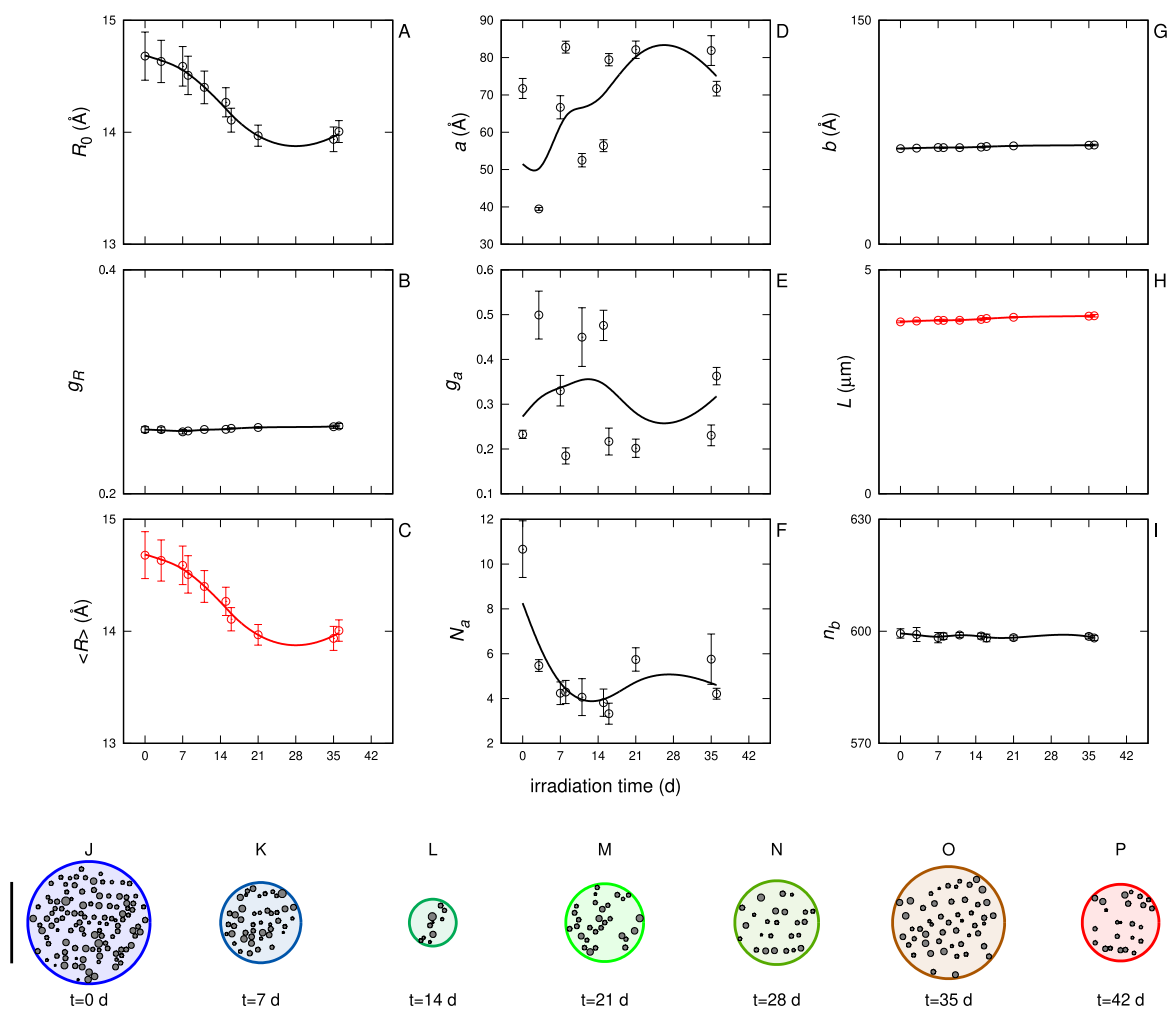 15
14
13
R0 (Å)
A
90
80
70
60
50
40
30
a (Å)
D
150
0
b (Å)
G
0.4
0.2
gR
B
0.6
0.5
0.4
0.3
0.2
0.1
ga
E
5
0
L (μm)
H
15
14
13
<R> (Å)
C
0 7 14 21 28 35 42
12
10
8
6
4
2
Na
F
0 7 14 21 28 35 42
630
600
570
nb
I
0 7 14 21 28 35 42
irradiation time (d)
J K L M N O P
t=0 d t=7 d t=14 d t=21 d t=28 d t=35 d t=42 d